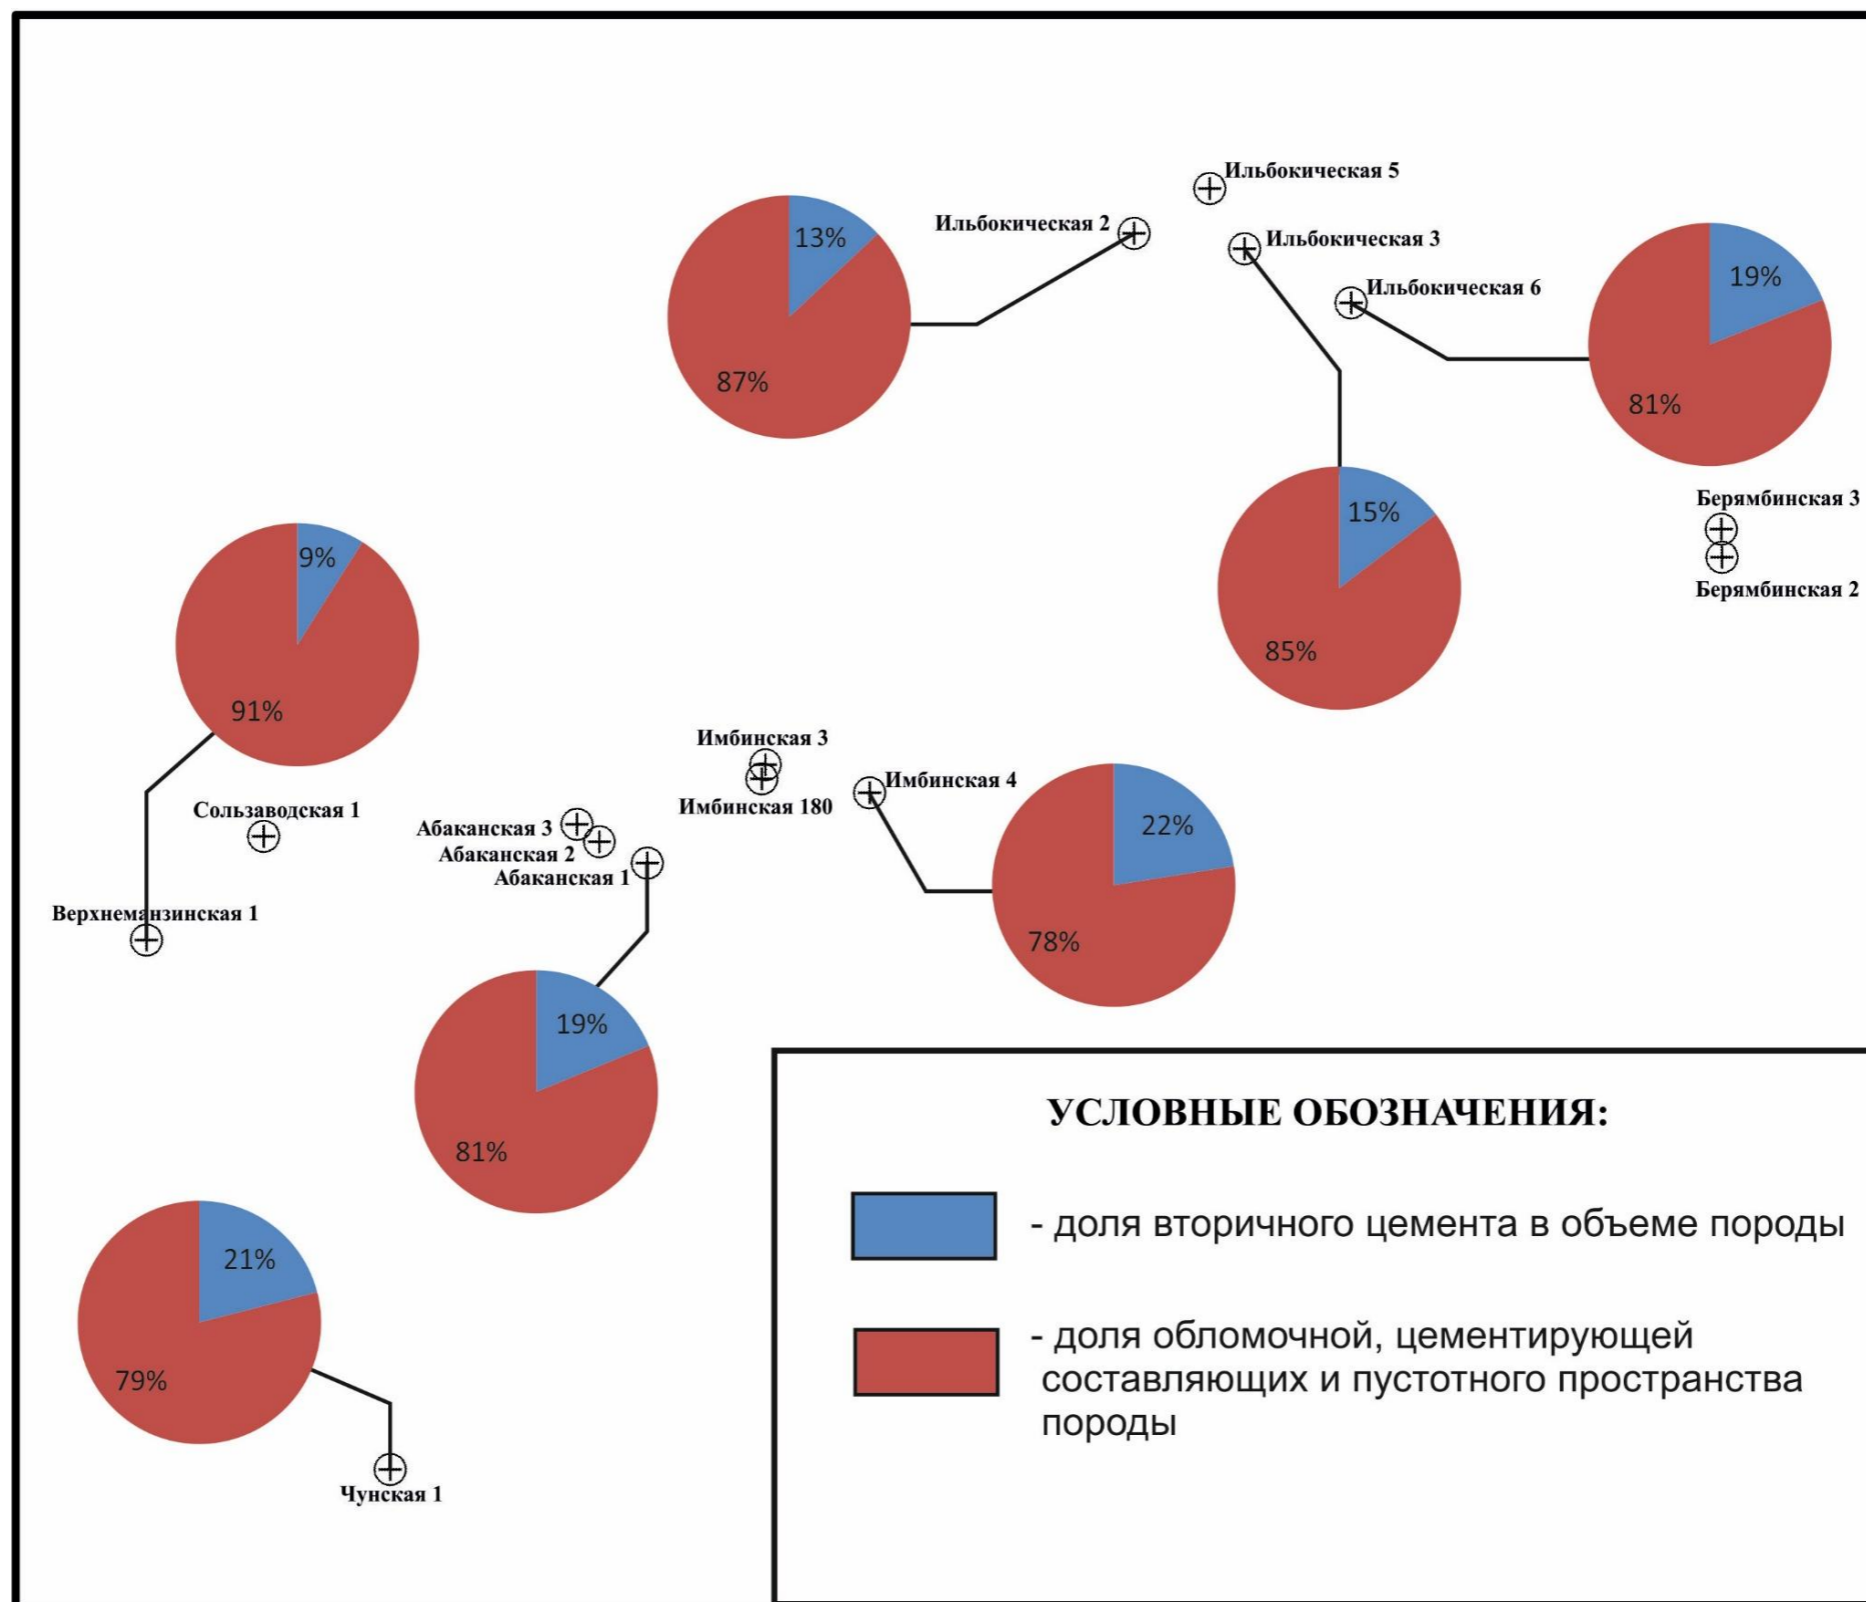 Ильбокическая 5
Ильбокическая 2
Ильбокическая 3
Ильбокическая 6
13%
87%
19%
81%
15%
85%
Берямбинская 3
Берямбинская 2
9%
91%
Имбинская 3
Имбинская 180
Имбинская 4
Сользаводская 1
Абаканская 3
Абаканская 2
Абаканская 1
Верхнеманзинская 1
22%
78%
19%
81%
21%
79%
Чунская 1
УСЛОВНЫЕ ОБОЗНАЧЕНИЯ:
- доля вторичного цемента в объеме породы
- доля обломочной, цементирующей
составляющих и пустотного пространства
породы